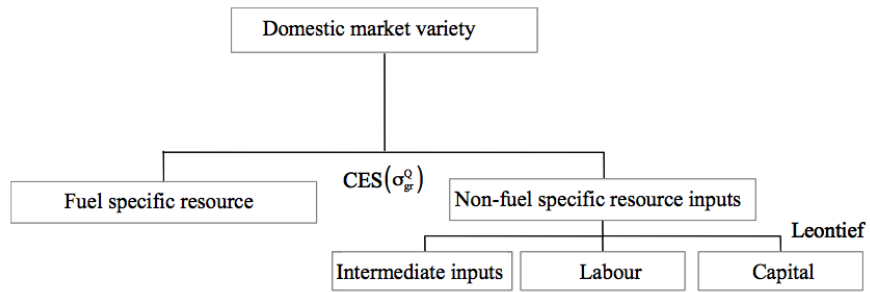 Domestic market variety
CES(σ^Q_gr)
Fuel specific resource
Non-fuel specific resource inputs
Leontief
Intermediate inputs
Labour
Capital